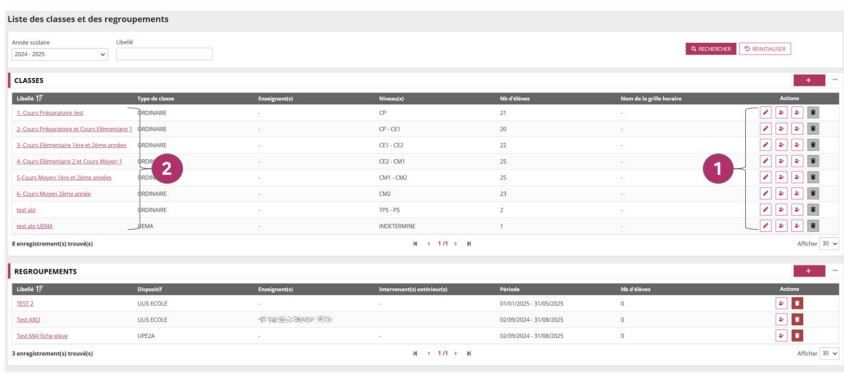 Liste des classes et des regroupements
Année scolaire Libellé
2024 - 2025
RECHERCHER RÉINITIALISER
CLASSES + −
Libellé Type de classe Enseignant(s) Niveau(x) Nb d'élèves Nom de la grille horaire Actions
1- Cours Préparatoire test ORDINAIRE - CP 21 -
2- Cours Préparatoire et Cours Elémentaire 1 ORDINAIRE - CP - CE1 20 -
3- Cours Elémentaire 1ère et 2ème années ORDINAIRE - CE1 - CE2 22 -
4- Cours Elémentaire 2 et Cours Moyen 1 ORDIN - CE2 - CM1 25 -
2 1
5-Cours Moyen 1ère et 2ème années ORDIN - CM1 - CM2 25 -
6- Cours Moyen 2ème année ORDINAIRE - CM2 23 -
test alo ORDINAIRE - TPS - PS 2 -
test alo UEMA UEMA - INDETERMINE 1 -
8 enregistrement(s) trouvé(s) 1 /1 Afficher 30
REGROUPEMENTS + −
Libellé Dispositif Enseignant(s) Intervenant(s) extérieur(s) Période Nb d'élèves Actions
TEST 2 ULIS ECOLE - - 01/01/2025 - 31/05/2025 0
Test ARO ULIS ECOLE - 02/09/2024 - 31/08/2025 0
Test MAJ fiche eleve UPE2A - - 02/09/2024 - 31/08/2025 0
3 enregistrement(s) trouvé(s) 1 /1 Afficher 30